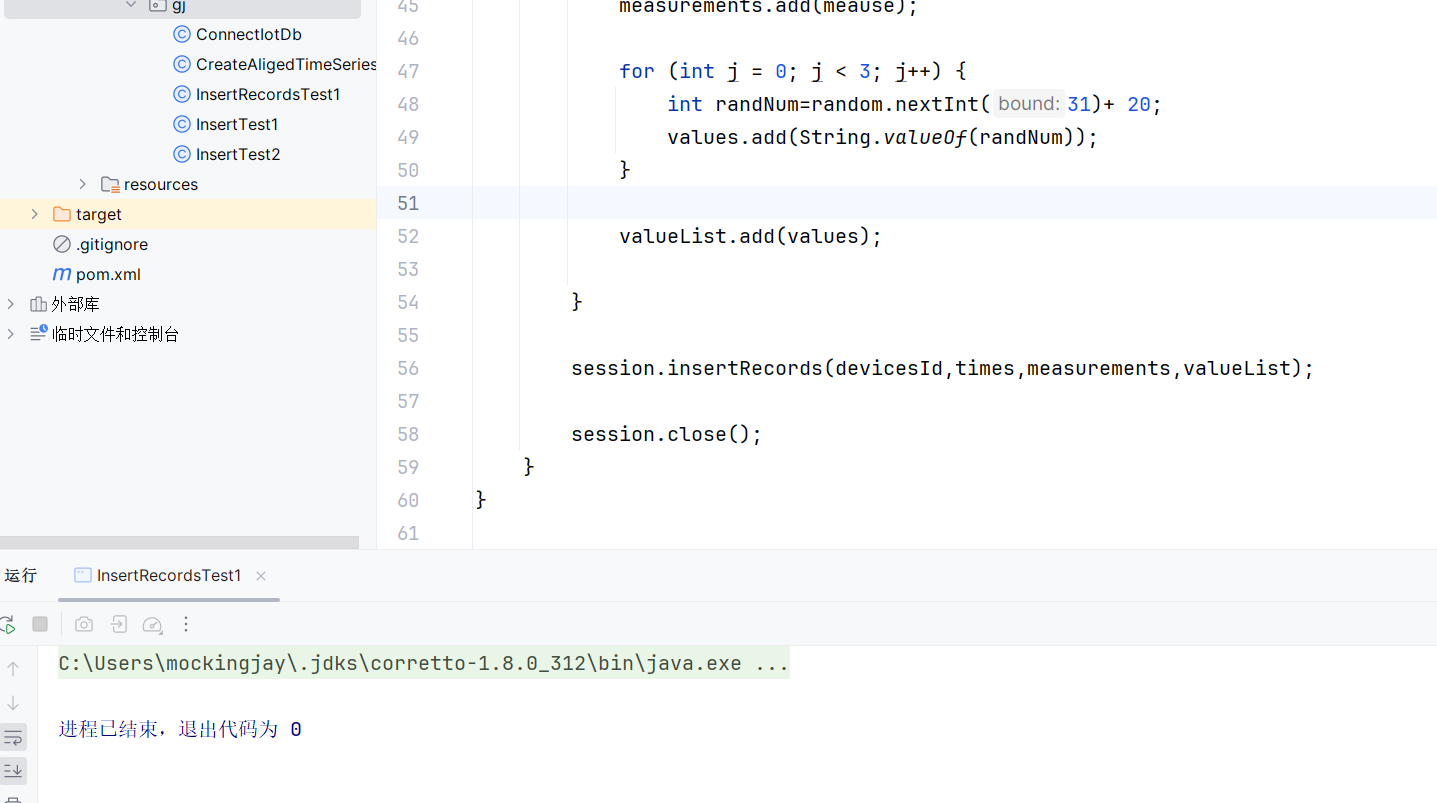 gj
ConnectIotDb
CreateAligedTimeSeries
InsertRecordsTest1
InsertTest1
InsertTest2
resources
target
.gitignore
m pom.xml
外部库
临时文件和控制台
45 measurements.add(meause);
46
47 for (int j = 0; j < 3; j++) {
48 int randNum=random.nextInt( bound: 31)+ 20;
49 values.add(String.valueOf(randNum));
50 }
51
52 valueList.add(values);
53
54 }
55
56 session.insertRecords(devicesId,times,measurements,valueList);
57
58 session.close();
59 }
60 }
61
运行 InsertRecordsTest1
C:\Users\mockingjay\.jdks\corretto-1.8.0_312\bin\java.exe ...
进程已结束，退出代码为 0